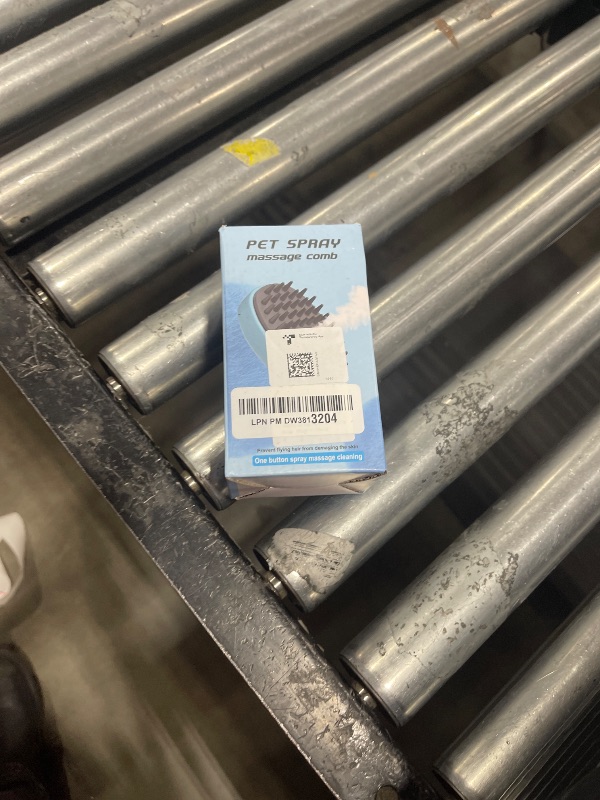 PET SPRAY
massage comb
LPN PM DW3813204
Prevent flying hair from damaging the skin
One button spray massage cleaning